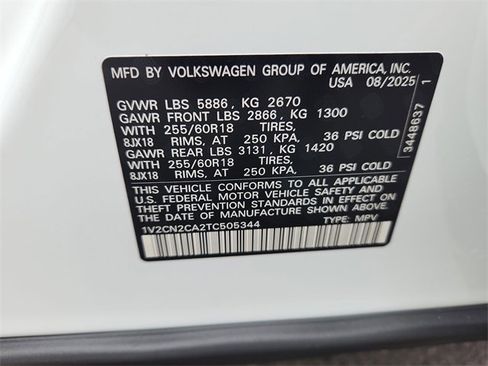 MFD BY VOLKSWAGEN GROUP OF AMERICA, INC.
USA 08/2025
GVWR LBS 5886, KG 2670
GAWR FRONT LBS 2866, KG 1300
WITH 255/60R18 TIRES,
8JX18 RIMS, AT 250 KPA, 36 PSI COLD
GAWR REAR LBS 3131, KG 1420
WITH 255/60R18 TIRES,
8JX18 RIMS, AT 250 KPA, 36 PSI COLD
THIS VEHICLE CONFORMS TO ALL APPLICABLE
U.S. FEDERAL MOTOR VEHICLE SAFETY AND
THEFT PREVENTION STANDARDS IN EFFECT ON
THE DATE OF MANUFACTURE SHOWN ABOVE
1V2CN2CA2TC505344 TYPE: MPV
3448637 1